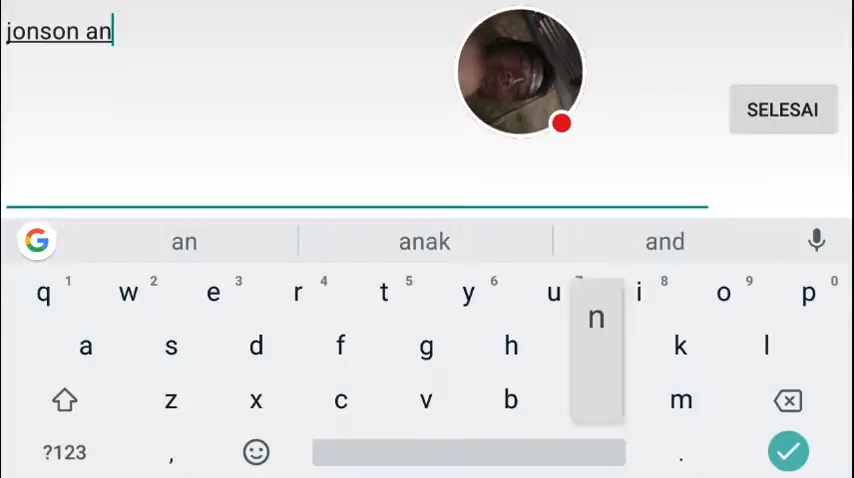 jonson an
SELESAI
an anak and
q 1 w 2 e 3 r 4 t 5 y 6 u i 8 o 9 p 0
a s d f g h k l
n
z x c v b m
?123 , .